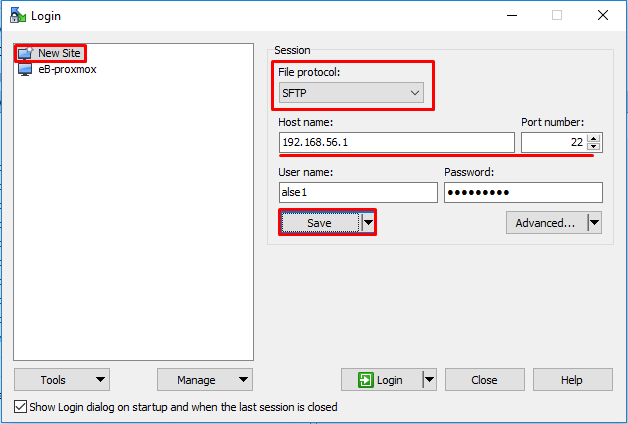 Login
New Site
eB-proxmox
Session
File protocol:
SFTP
Host name:
Port number:
192.168.56.1
22
User name:
Password:
alse1
●●●●●●●●●
Save
Advanced...
Tools
Manage
Login
Close
Help
Show Login dialog on startup and when the last session is closed